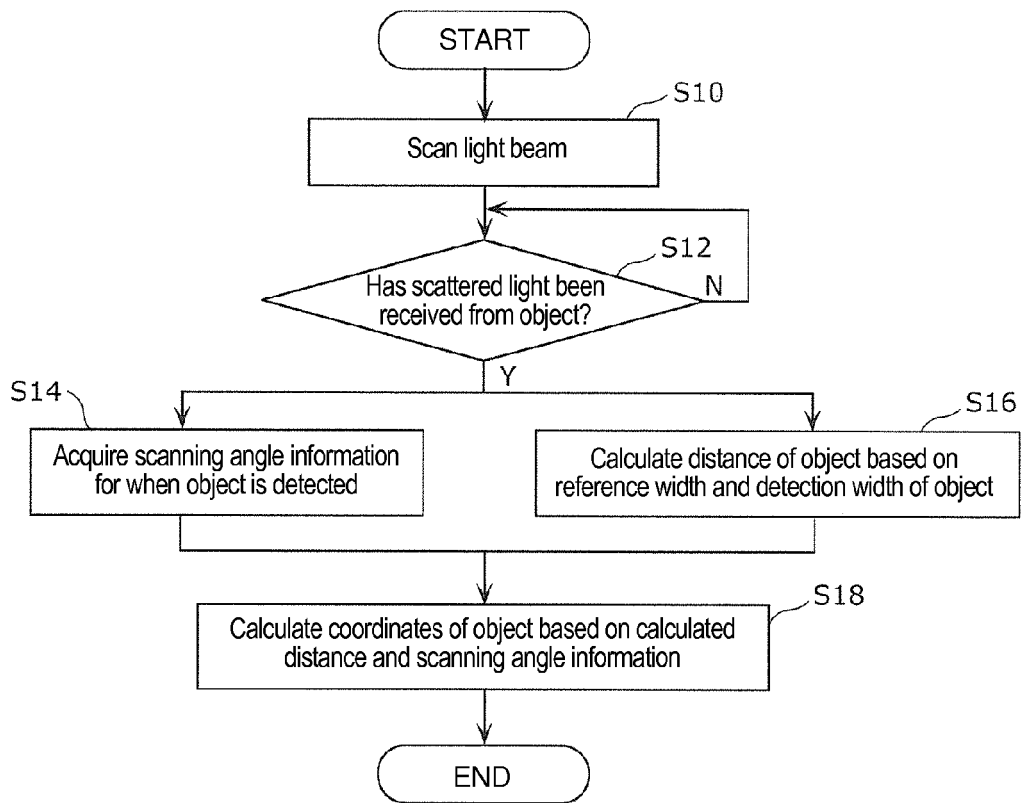 START
S10
Scan light beam
S12
Has scattered light been
received from object?
N
Y
S14
Acquire scanning angle information
for when object is detected
S16
Calculate distance of object based on
reference width and detection width of object
S18
Calculate coordinates of object based on calculated
distance and scanning angle information
END